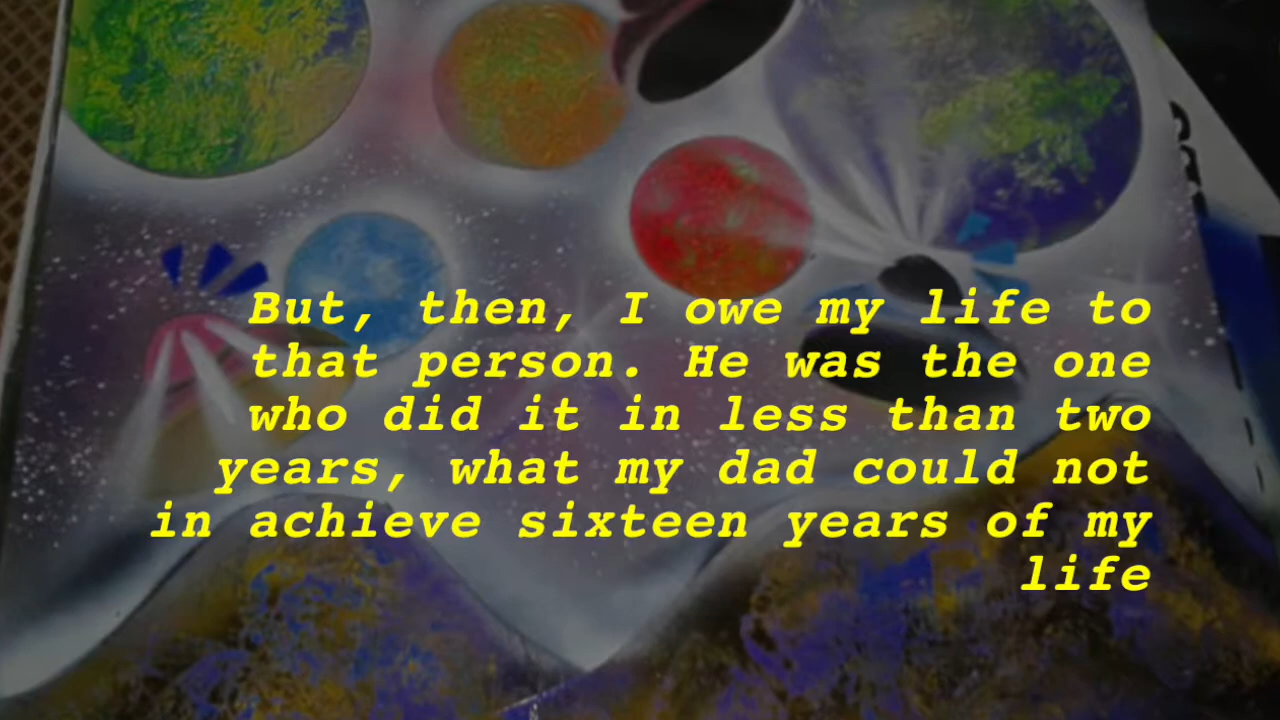 But, then, I owe my life to
that person. He was the one
who did it in less than two
years, what my dad could not
in achieve sixteen years of my
life